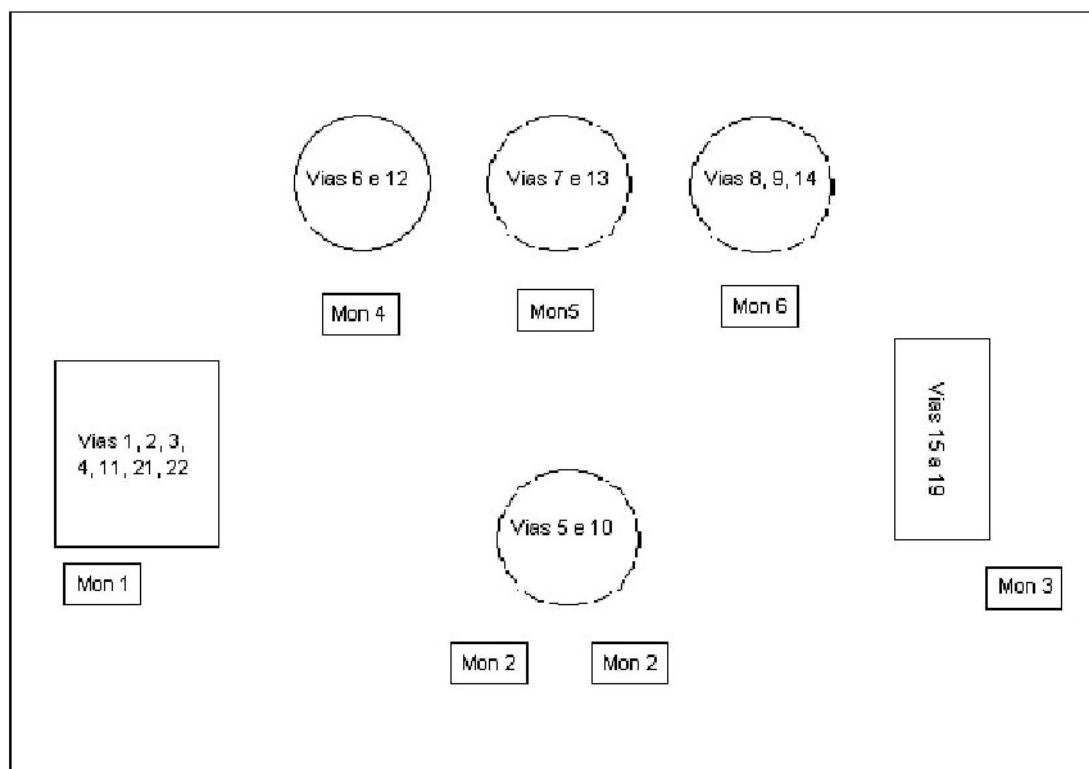 Vias 6 e 12
Vias 7 e 13
Vias 8, 9, 14
Mon 4
Mon5
Mon 6
Vias 1, 2, 3,
4, 11, 21, 22
Vias 15 a 19
Vias 5 e 10
Mon 1
Mon 3
Mon 2
Mon 2